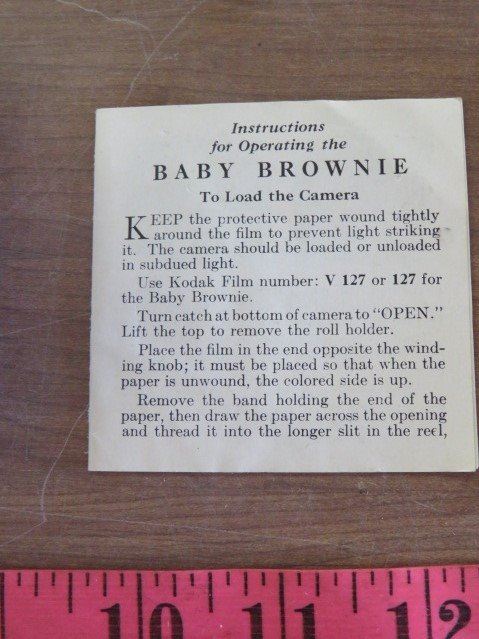 Instructions
for Operating the
BABY BROWNIE
To Load the Camera
KEEP the protective paper wound tightly
around the film to prevent light striking
it. The camera should be loaded or unloaded
in subdued light.
Use Kodak Film number: V 127 or 127 for
the Baby Brownie.
Turn catch at bottom of camera to "OPEN."
Lift the top to remove the roll holder.
Place the film in the end opposite the wind-
ing knob; it must be placed so that when the
paper is unwound, the colored side is up.
Remove the band holding the end of the
paper, then draw the paper across the opening
and thread it into the longer slit in the reel,
10 11 12